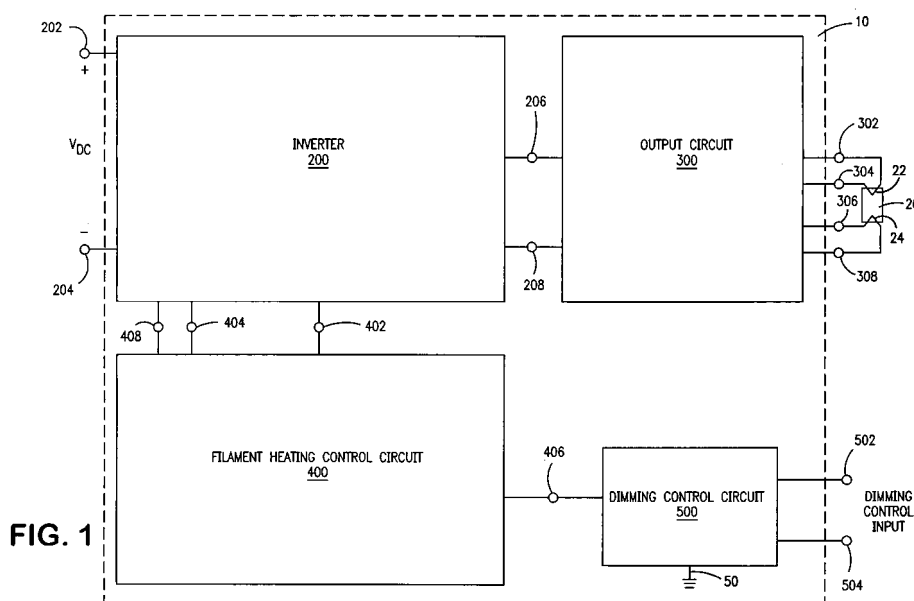 10
202
+
V_DC
−
204
INVERTER
200
206
208
OUTPUT CIRCUIT
300
302
304
306
308
22
24
408
404
402
FILAMENT HEATING CONTROL CIRCUIT
400
406
DIMMING CONTROL CIRCUIT
500
50
502
504
DIMMING
CONTROL
INPUT
FIG. 1